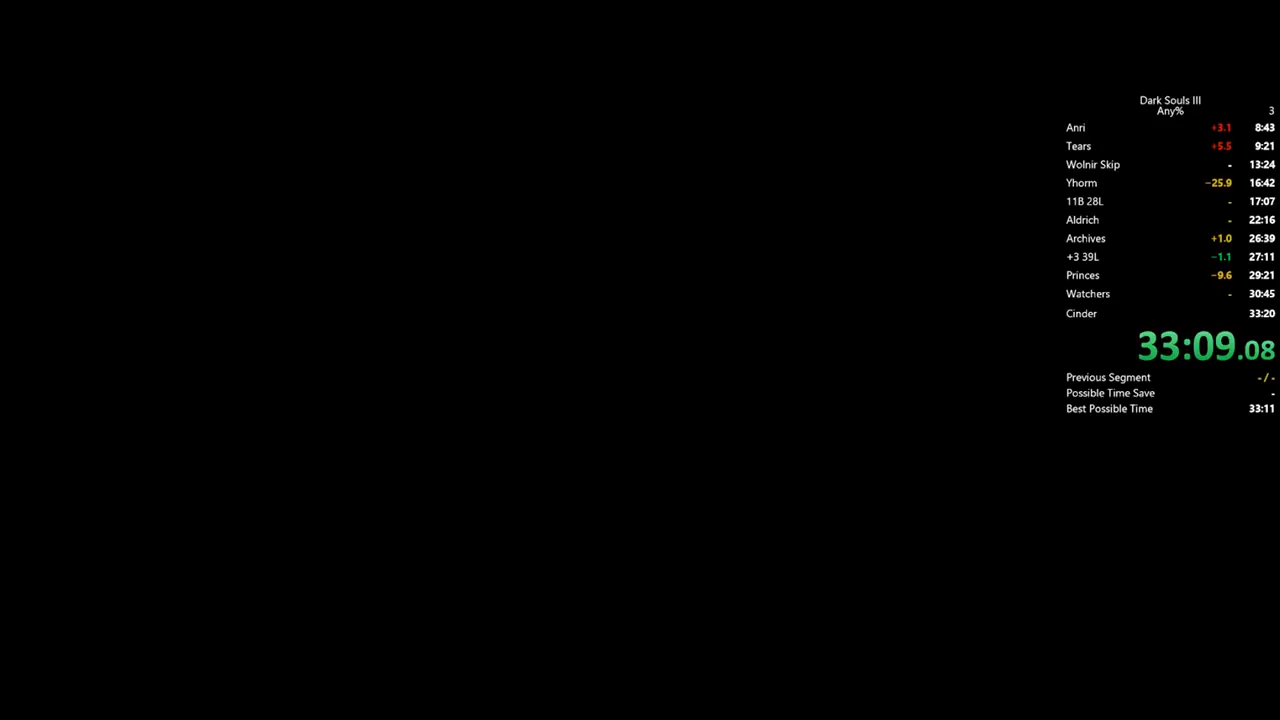 Dark Souls III
Any% 3
Anri +3.1 8:43
Tears +5.5 9:21
Wolnir Skip - 13:24
Yhorm −25.9 16:42
11B 28L - 17:07
Aldrich - 22:16
Archives +1.0 26:39
+3 39L −1.1 27:11
Princes −9.6 29:21
Watchers - 30:45
Cinder 33:20
33:09.08
Previous Segment - / -
Possible Time Save -
Best Possible Time 33:11